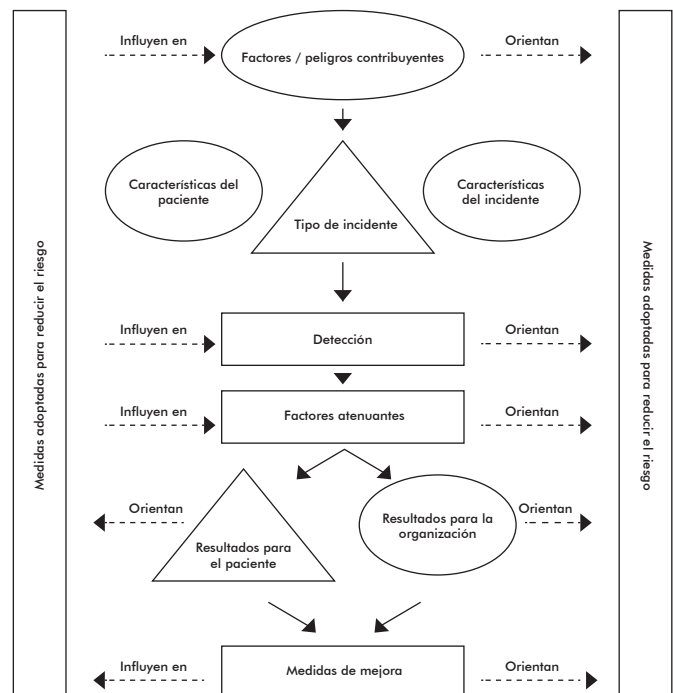 Influyen en
Factores / peligros contribuyentes
Orientan
Características del
paciente
Tipo de incidente
Características
del incidente
Medidas adoptadas para reducir el riesgo
Medidas adoptadas para reducir el riesgo
Influyen en
Detección
Orientan
Influyen en
Factores atenuantes
Orientan
Orientan
Resultados para
el paciente
Resultados para la
organización
Orientan
Influyen en
Medidas de mejora
Orientan